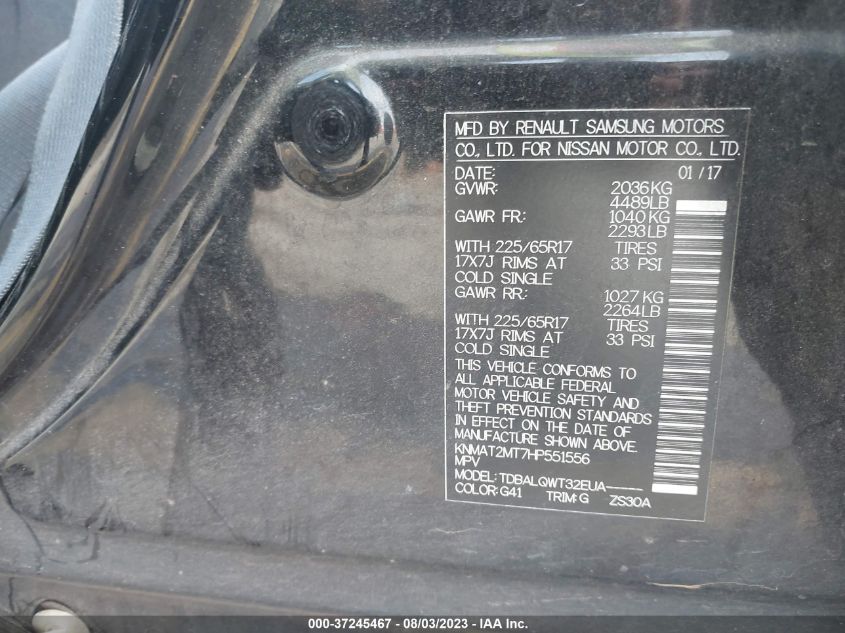 MFD BY RENAULT SAMSUNG MOTORS
CO., LTD. FOR NISSAN MOTOR CO., LTD.
DATE: 01/17
GVWR: 2036KG
4489LB
GAWR FR: 1040KG
2293LB
WITH 225/65R17 TIRES
17X7J RIMS AT 33 PSI
COLD SINGLE
GAWR RR: 1027KG
2264LB
WITH 225/65R17 TIRES
17X7J RIMS AT 33 PSI
COLD SINGLE
THIS VEHICLE CONFORMS TO
ALL APPLICABLE FEDERAL
MOTOR VEHICLE SAFETY AND
THEFT PREVENTION STANDARDS
IN EFFECT ON THE DATE OF
MANUFACTURE SHOWN ABOVE.
KNMAT2MT7HP551556
MPV
MODEL: TDBALQWT32EUA-----
COLOR: G41 TRIM: G ZS30A
000-37245467 - 08/03/2023 - IAA Inc.